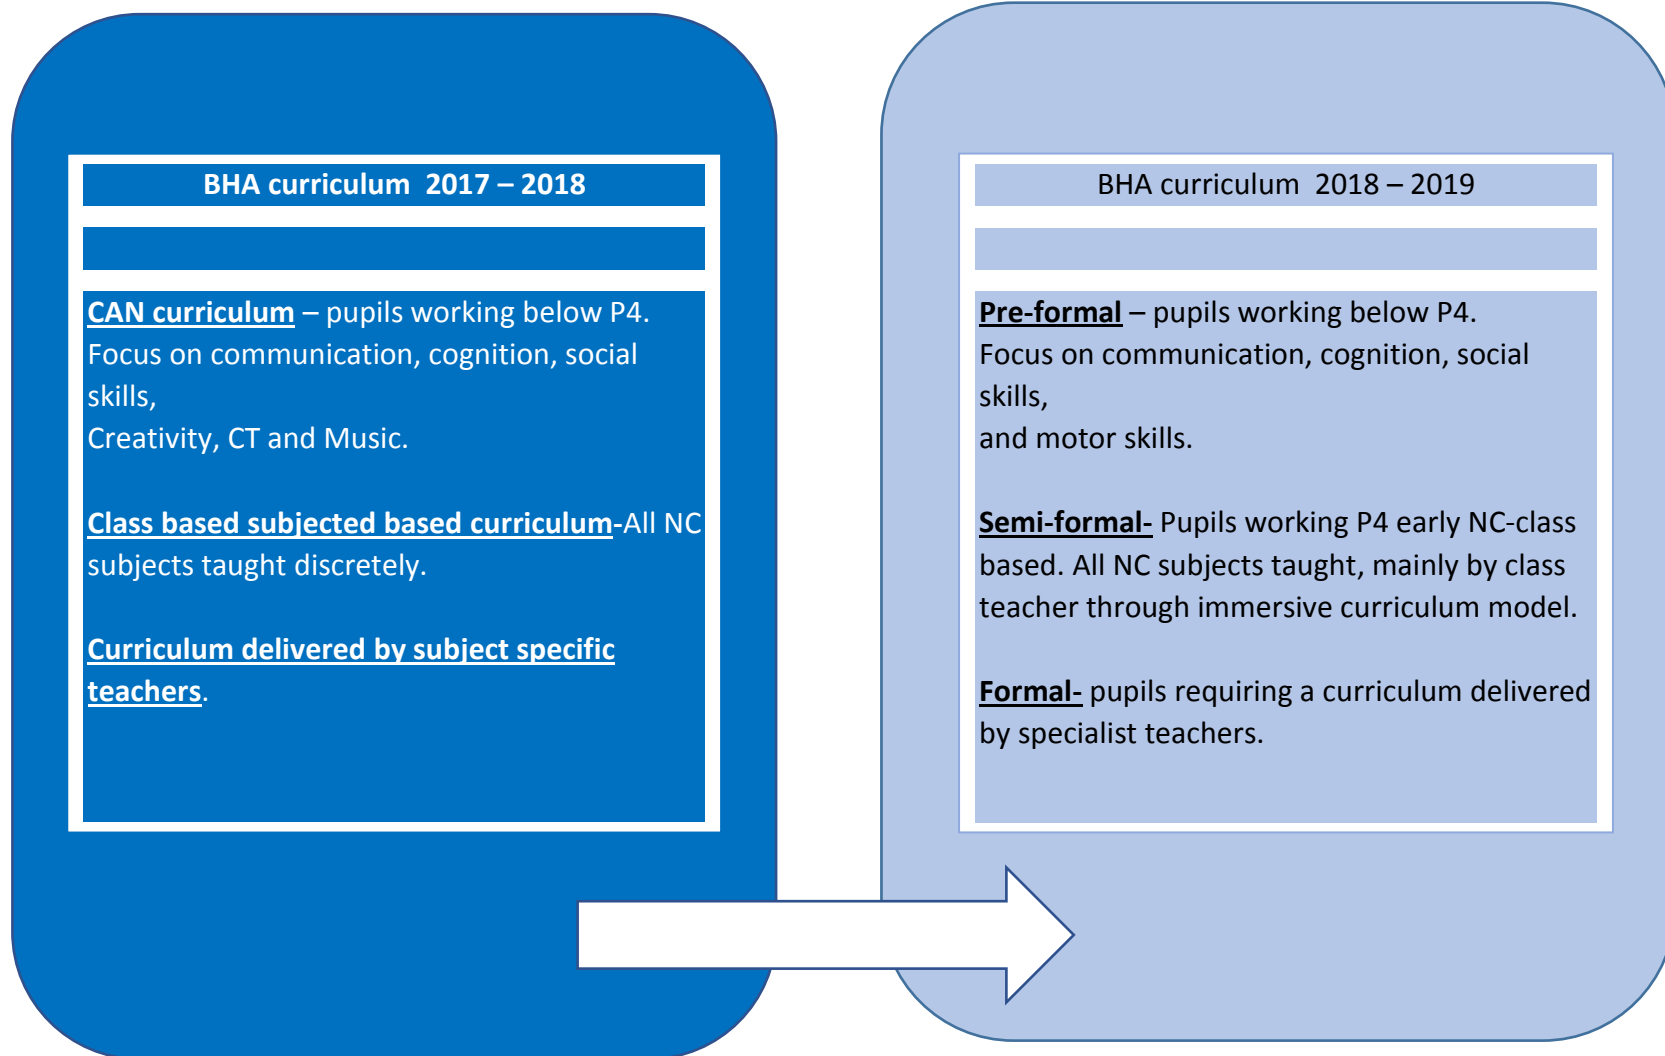 BHA curriculum  2017 – 2018
CAN curriculum – pupils working below P4.
Focus on communication, cognition, social
skills,
Creativity, CT and Music.
Class based subjected based curriculum-All NC
subjects taught discretely.
Curriculum delivered by subject specific
teachers.
BHA curriculum  2018 – 2019
Pre-formal – pupils working below P4.
Focus on communication, cognition, social
skills,
and motor skills.
Semi-formal- Pupils working P4 early NC-class
based. All NC subjects taught, mainly by class
teacher through immersive curriculum model.
Formal- pupils requiring a curriculum delivered
by specialist teachers.